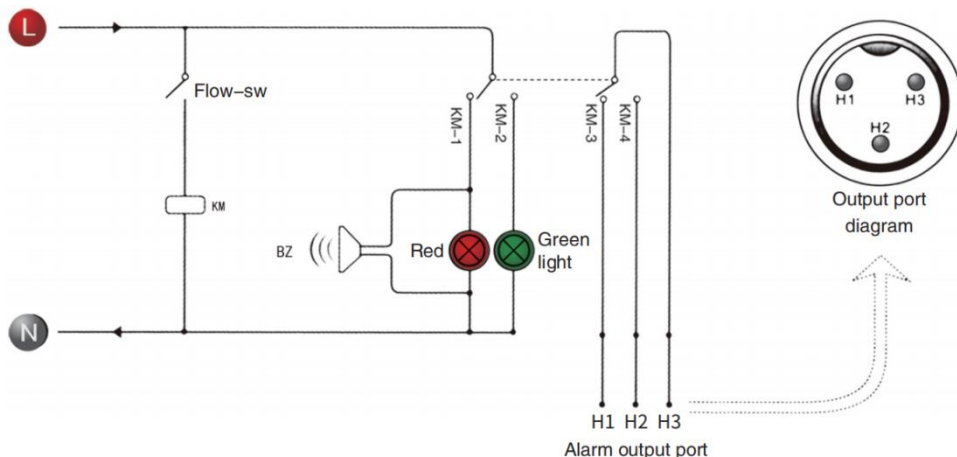 L
Flow-sw
KM-1
KM-2
KM-3
KM-4
H1
H3
H2
Output port
diagram
KM
BZ
Red
Green
light
N
H1 H2 H3
Alarm output port